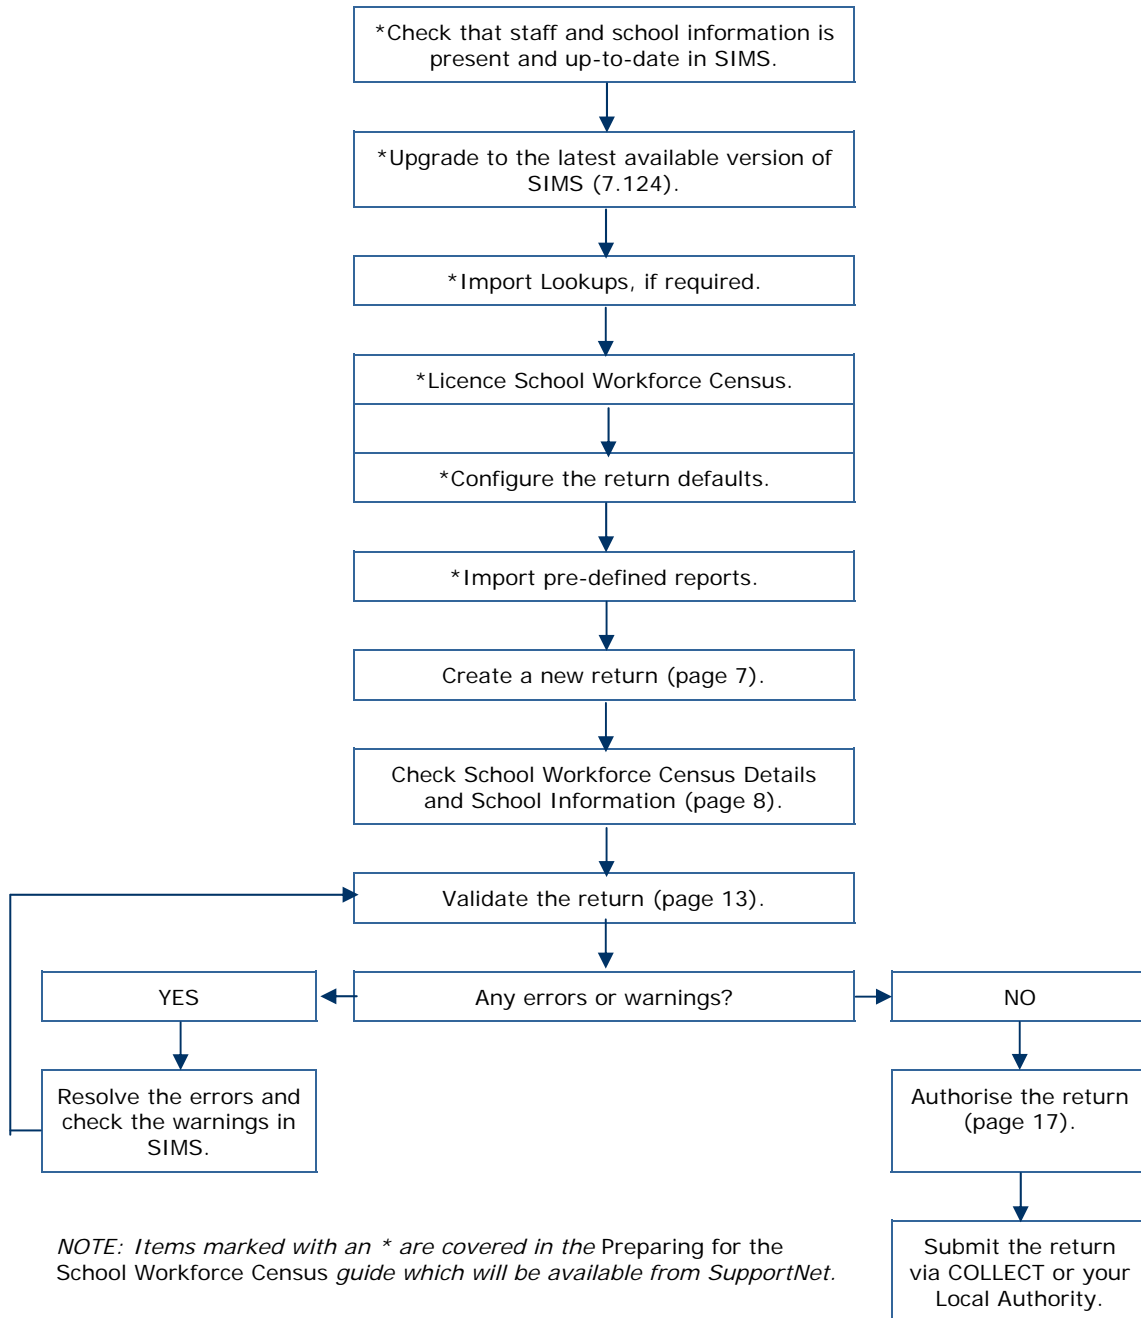 *Check that staff and school information is
present and up-to-date in SIMS.
*Upgrade to the latest available version of
SIMS (7.124).
*Import Lookups, if required.
*Licence School Workforce Census.
*Configure the return defaults.
*Import pre-defined reports.
Create a new return (page 7).
Check School Workforce Census Details
and School Information (page 8).
Validate the return (page 13).
Any errors or warnings?
YES
Resolve the errors and
check the warnings in
SIMS.
NO
Authorise the return
(page 17).
Submit the return
via COLLECT or your
Local Authority.
NOTE: Items marked with an * are covered in the Preparing for the
School Workforce Census guide which will be available from SupportNet.